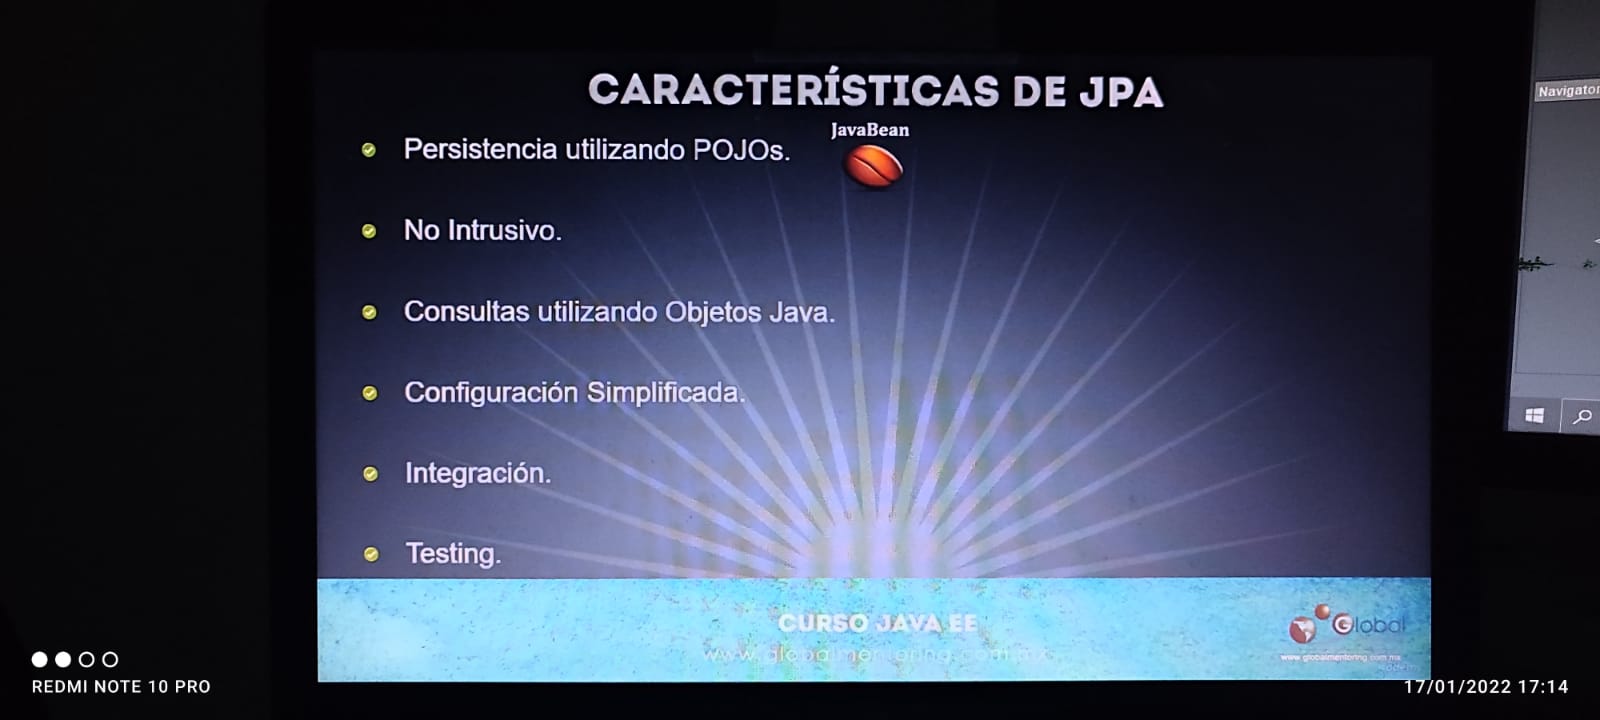 CARACTERÍSTICAS DE JPA
JavaBean
Persistencia utilizando POJOs.
No Intrusivo.
Consultas utilizando Objetos Java.
Configuración Simplificada.
Integración.
Testing.
CURSO JAVA EE
www.globalmentoring.com.mx
Global
www.globalmentoring.com.mx
Navigator
REDMI NOTE 10 PRO
17/01/2022 17:14